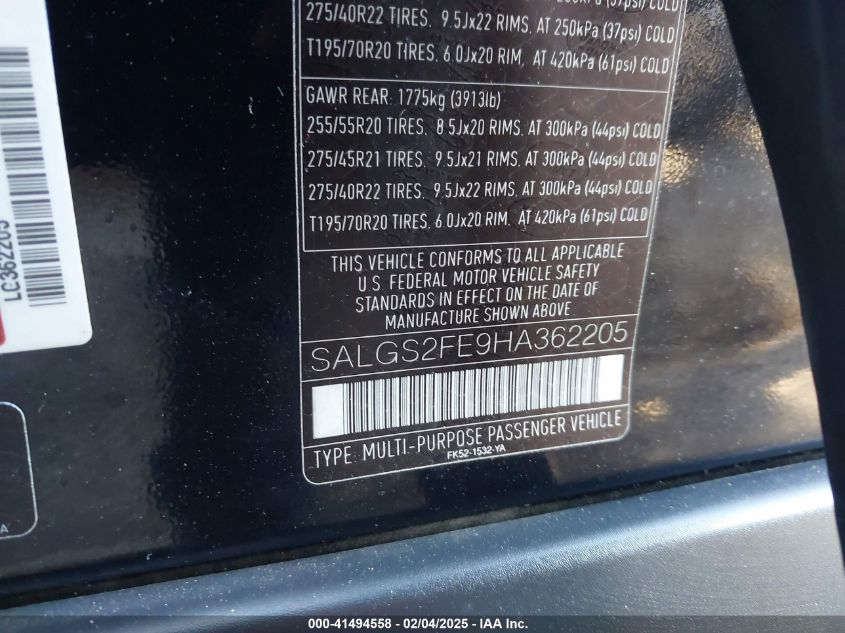 275/40R22 TIRES. 9.5Jx22 RIMS, AT 250kPa (37psi) COLD
T195/70R20 TIRES. 6.0Jx20 RIM, AT 420kPa (61psi) COLD
GAWR REAR: 1775kg (3913lb)
255/55R20 TIRES. 8.5Jx20 RIMS, AT 300kPa (44psi) COLD
275/45R21 TIRES. 9.5Jx21 RIMS, AT 300kPa (44psi) COLD
275/40R22 TIRES. 9.5Jx22 RIMS, AT 300kPa (44psi) COLD
T195/70R20 TIRES. 6.0Jx20 RIM, AT 420kPa (61psi) COLD
THIS VEHICLE CONFORMS TO ALL APPLICABLE
U.S. FEDERAL MOTOR VEHICLE SAFETY
STANDARDS IN EFFECT ON THE DATE OF
MANUFACTURE SHOWN ABOVE
SALGS2FE9HA362205
TYPE: MULTI-PURPOSE PASSENGER VEHICLE
FK52-1532-YA
LC362205
A
000-41494558 - 02/04/2025 - IAAI.com